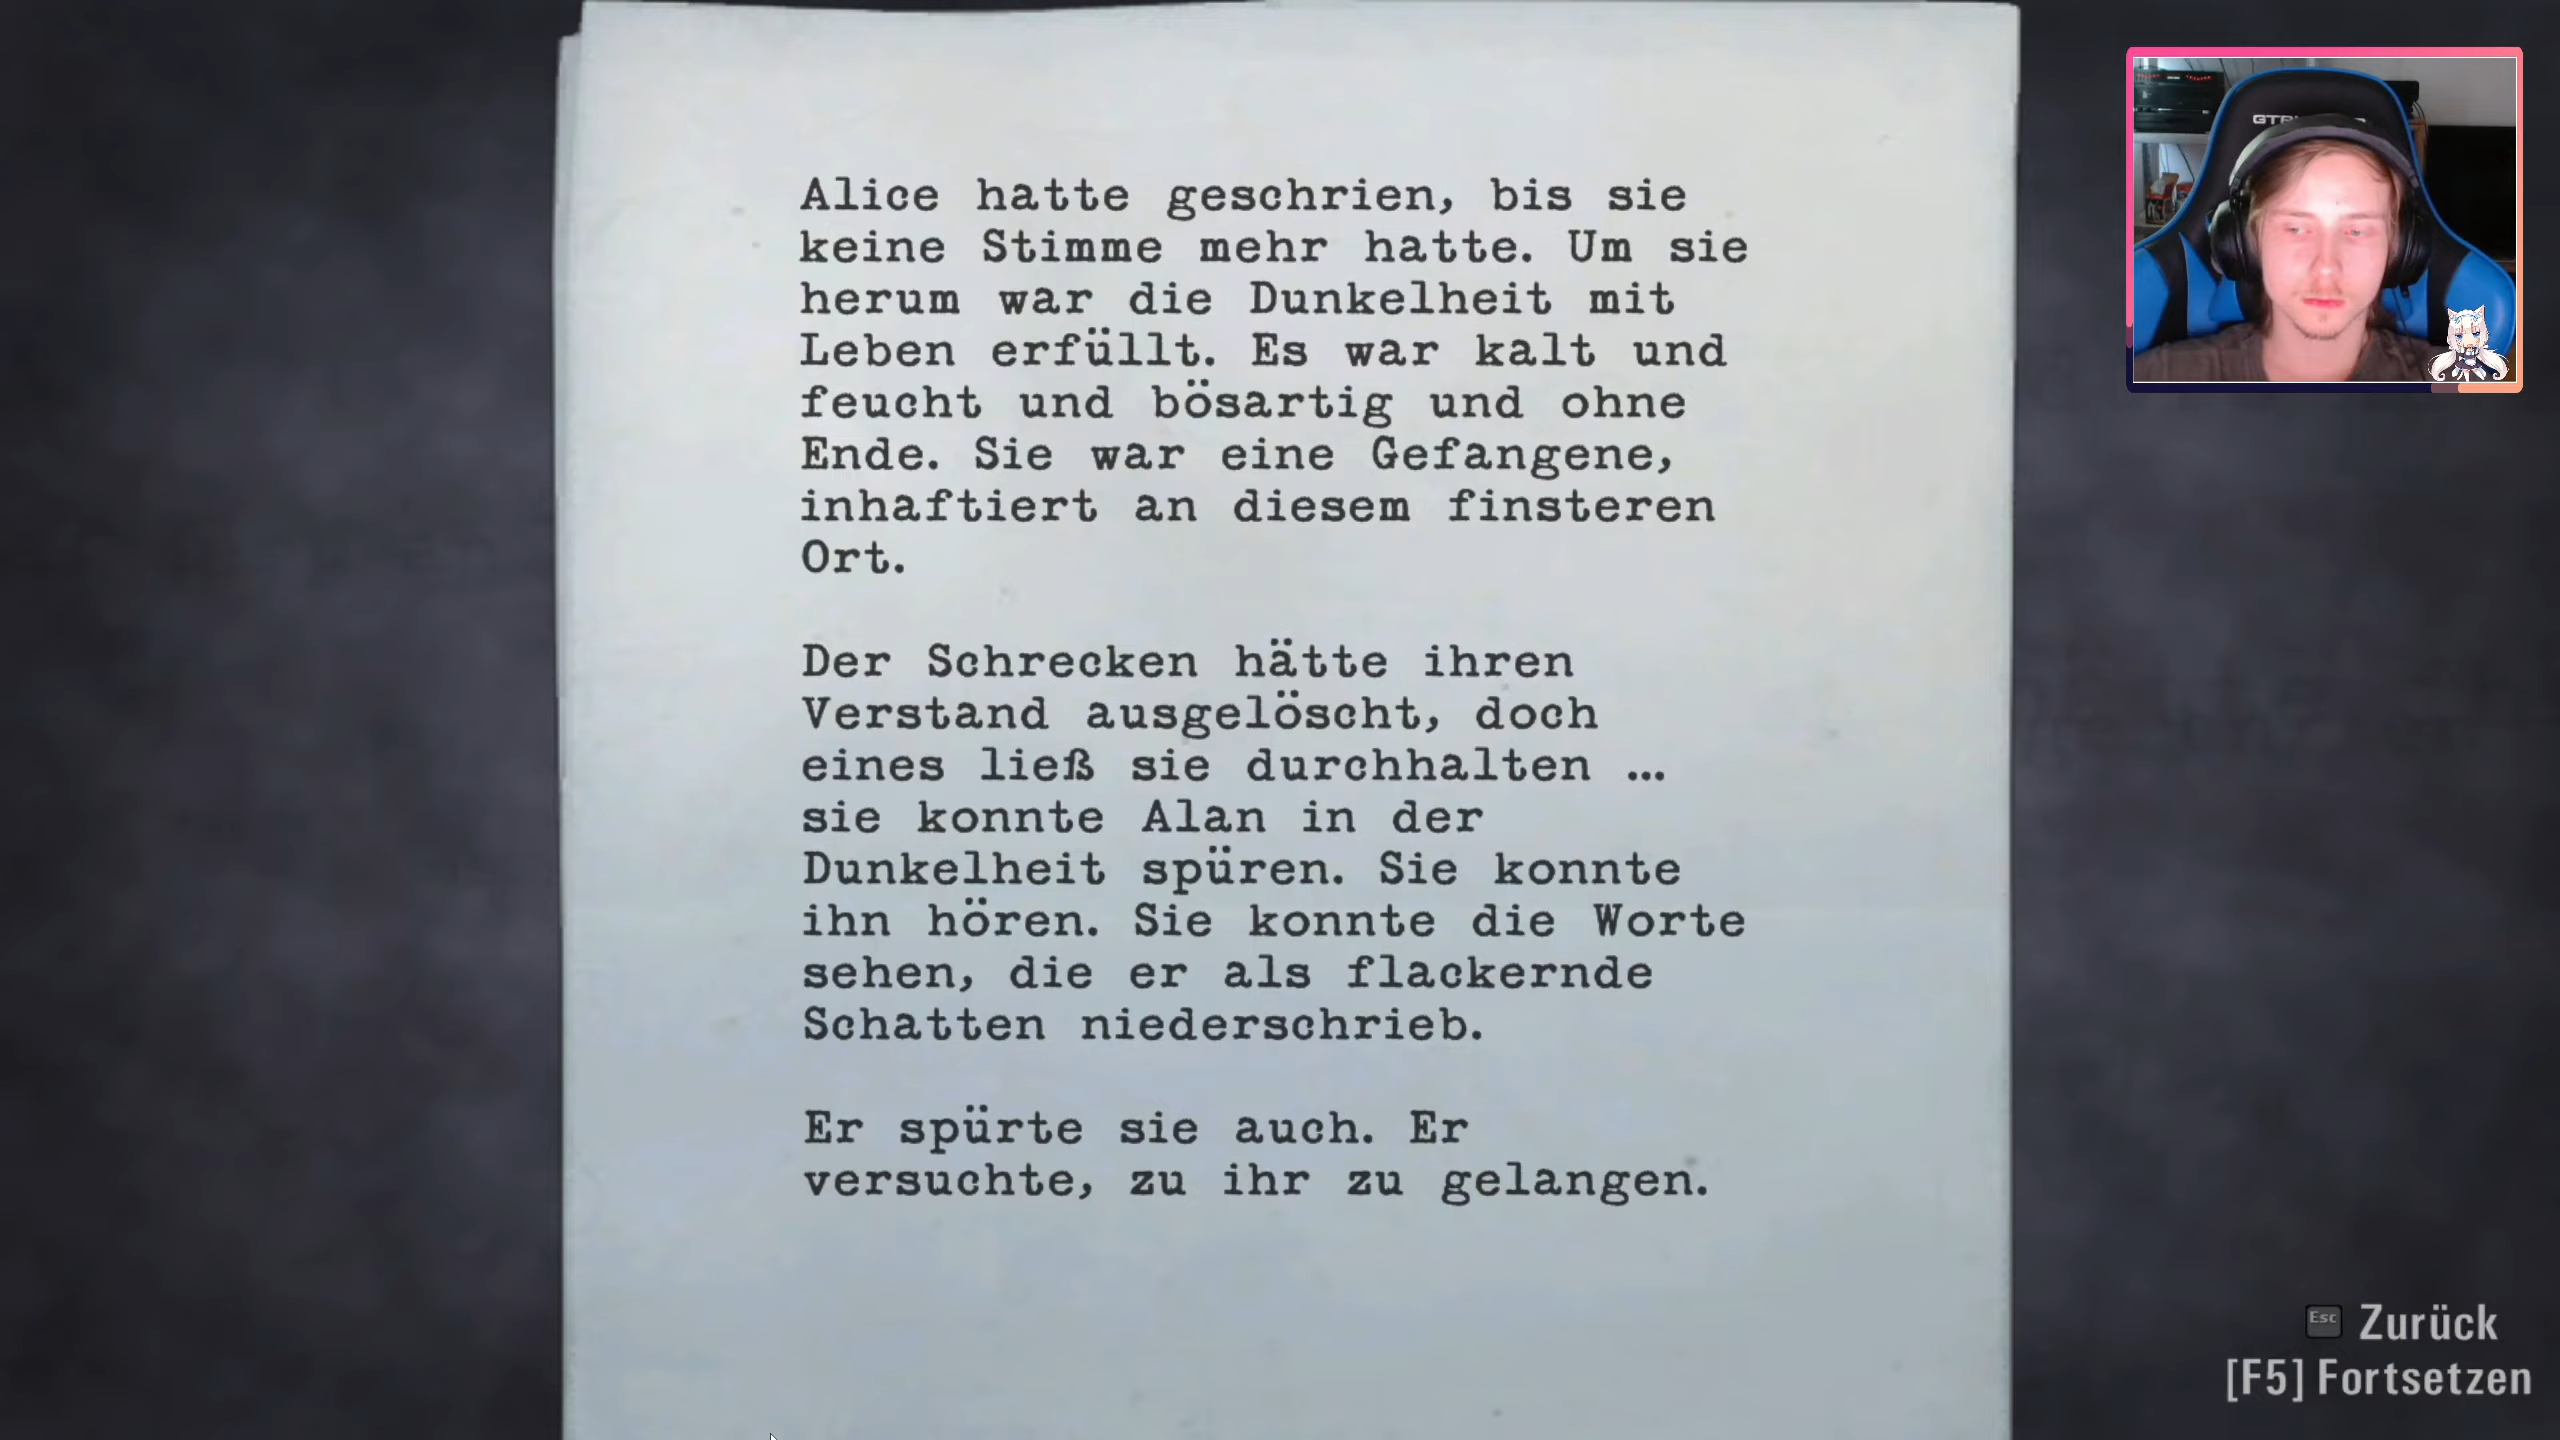 Alice hatte geschrien, bis sie
keine Stimme mehr hatte. Um sie
herum war die Dunkelheit mit
Leben erfüllt. Es war kalt und
feucht und bösartig und ohne
Ende. Sie war eine Gefangene,
inhaftiert an diesem finsteren
Ort.
Der Schrecken hätte ihren
Verstand ausgelöscht, doch
eines ließ sie durchhalten …
sie konnte Alan in der
Dunkelheit spüren. Sie konnte
ihn hören. Sie konnte die Worte
sehen, die er als flackernde
Schatten niederschrieb.
Er spürte sie auch. Er
versuchte, zu ihr zu gelangen.
Esc Zurück
[F5] Fortsetzen